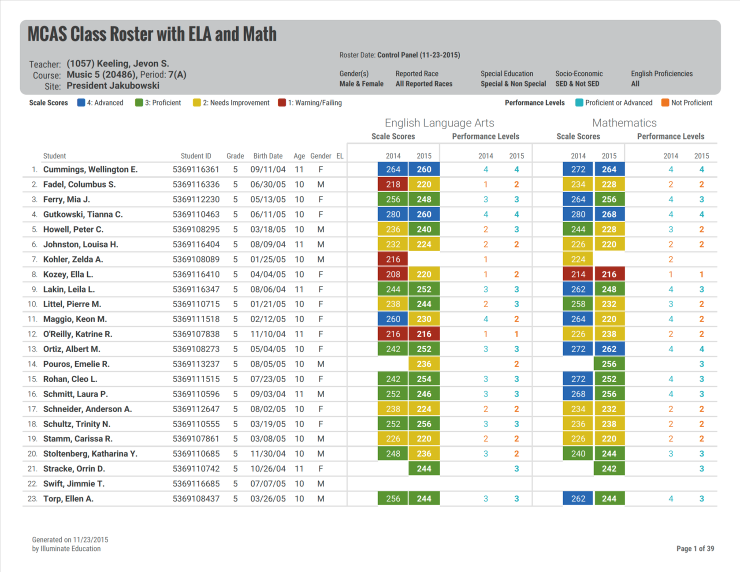 MCAS Class Roster with ELA and Math
Roster Date: Control Panel (11-23-2015)
Teacher: (1057) Keeling, Jevon S.
Course: Music 5 (20486), Period: 7(A)
Site: President Jakubowski
Gender(s) Reported Race Special Education Socio-Economic English Proficiencies
Male & Female All Reported Races Special & Non Special SED & Not SED All
Scale Scores 4: Advanced 3: Proficient 2: Needs Improvement 1: Warning/Failing Performance Levels Proficient or Advanced Not Proficient
English Language Arts Mathematics
Scale Scores Performance Levels Scale Scores Performance Levels
Student Student ID Grade Birth Date Age Gender EL 2014 2015 2014 2015 2014 2015 2014 2015
1. Cummings, Wellington E. 5369116361 5 09/11/04 11 F 264 260 4 4 272 264 4 4
2. Fadel, Columbus S. 5369116336 5 06/30/05 10 M 218 220 1 2 234 228 2 2
3. Ferry, Mia J. 5369112230 5 05/13/05 10 F 256 248 3 3 264 256 4 3
4. Gutkowski, Tianna C. 5369110463 5 06/11/05 10 F 280 260 4 4 280 268 4 4
5. Howell, Peter C. 5369108295 5 03/18/05 10 M 236 240 2 3 244 228 3 2
6. Johnston, Louisa H. 5369116404 5 08/09/04 11 M 232 224 2 2 226 220 2 2
7. Kohler, Zelda A. 5369108089 5 01/25/05 10 M 216 1 224 2
8. Kozey, Ella L. 5369116410 5 04/04/05 10 F 208 220 1 2 214 216 1 1
9. Lakin, Leila L. 5369116347 5 08/06/04 11 F 244 252 3 3 262 248 4 3
10. Littel, Pierre M. 5369110715 5 01/21/05 10 F 238 244 2 3 258 232 3 2
11. Maggio, Keon M. 5369111518 5 02/12/05 10 F 260 230 4 2 264 220 4 2
12. O'Reilly, Katrine R. 5369107838 5 11/10/04 11 F 216 216 1 1 226 238 2 2
13. Ortiz, Albert M. 5369108273 5 05/04/05 10 F 242 252 3 3 272 262 4 4
14. Pouros, Emelie R. 5369113237 5 08/05/05 10 M 236 2 256 3
15. Rohan, Cleo L. 5369111515 5 07/23/05 10 F 242 254 3 3 272 252 4 3
16. Schmitt, Laura P. 5369110596 5 09/03/04 11 M 252 246 3 3 268 256 4 3
17. Schneider, Anderson A. 5369112647 5 08/02/05 10 M 238 224 2 2 234 232 2 2
18. Schultz, Trinity N. 5369110555 5 03/19/05 10 F 252 256 3 3 236 238 2 2
19. Stamm, Carissa R. 5369107861 5 03/08/05 10 M 226 220 2 2 226 220 2 2
20. Stoltenberg, Katharina Y. 5369110685 5 11/30/04 10 M 248 236 3 2 240 244 3 3
21. Stracke, Orrin D. 5369110742 5 10/26/04 11 F 244 3 242 3
22. Swift, Jimmie T. 5369116685 5 07/07/05 10 M
23. Torp, Ellen A. 5369108437 5 03/26/05 10 M 256 244 3 3 262 244 4 3
Generated on 11/23/2015
by Illuminate Education
Page 1 of 39